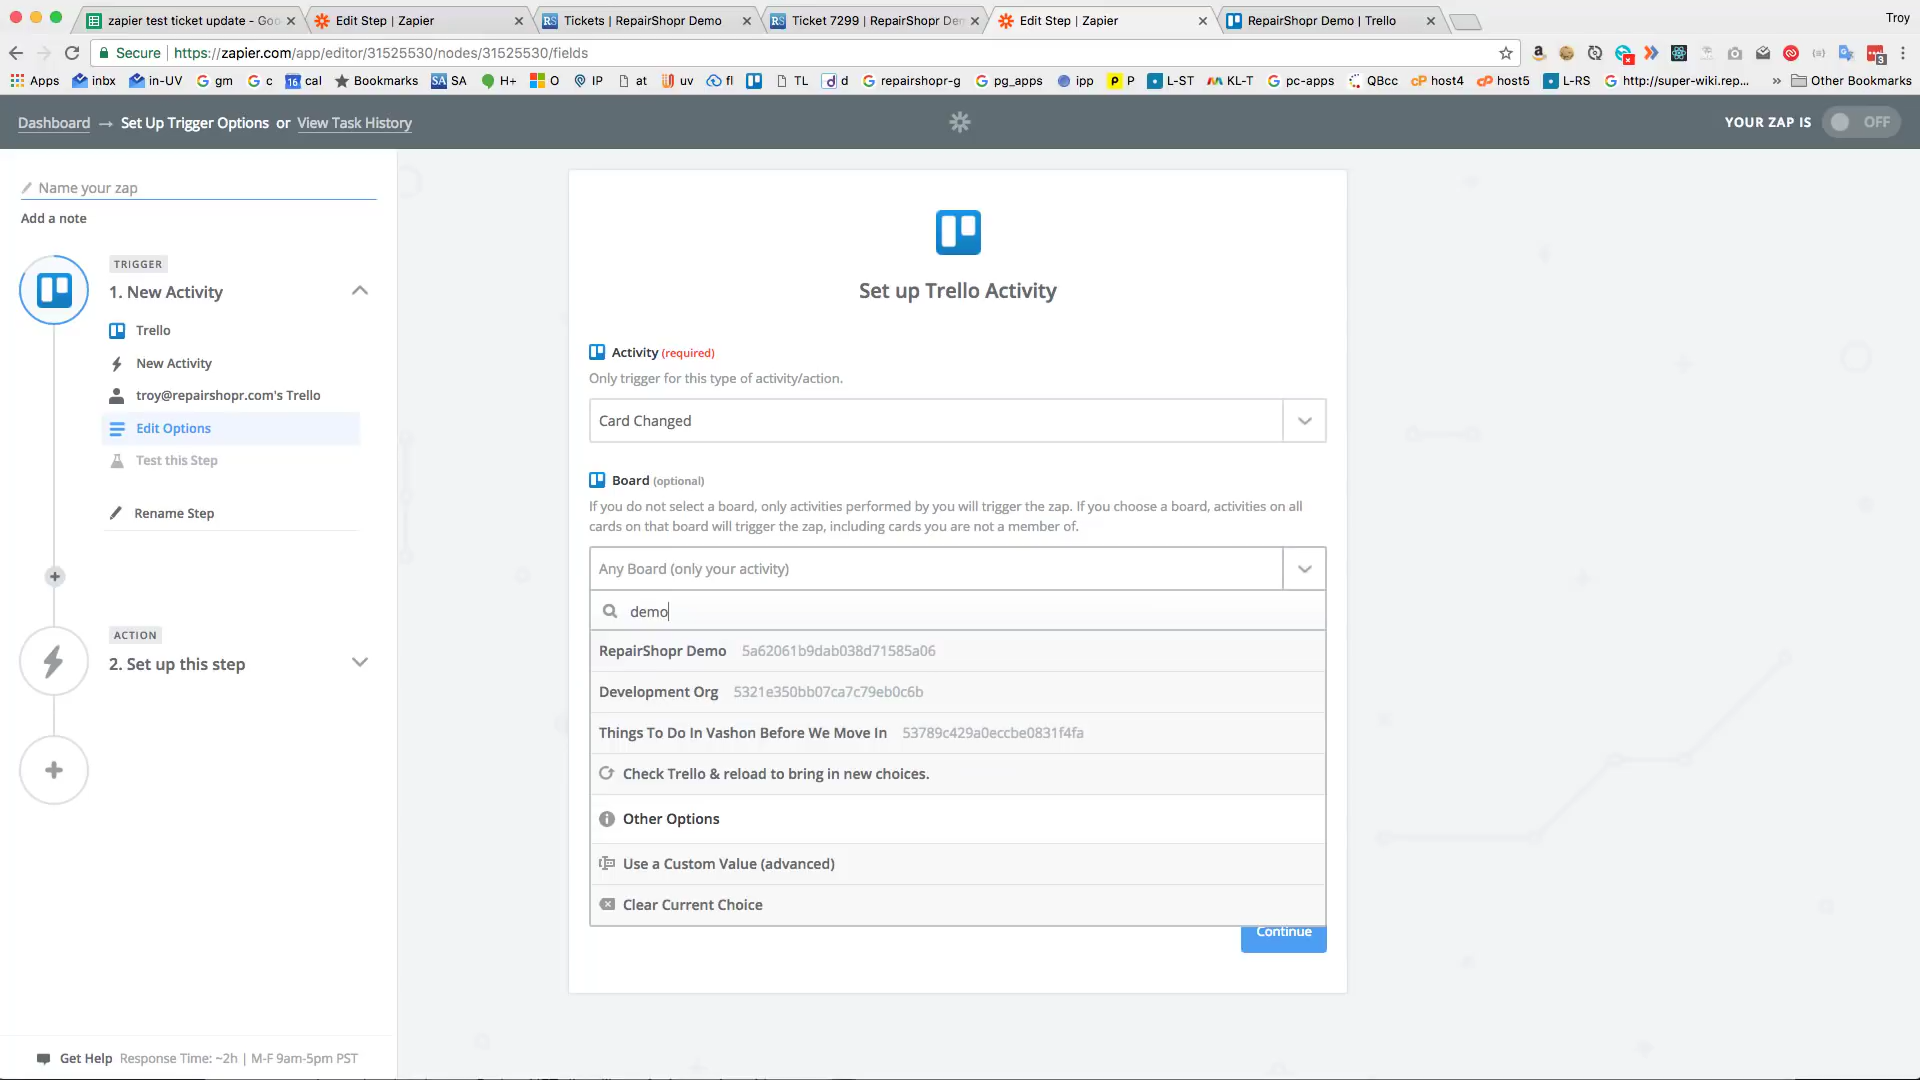 zapier test ticket update - Goo
Edit Step | Zapier
Tickets | RepairShopr Demo
Ticket 7299 | RepairShopr Dem
Edit Step | Zapier
RepairShopr Demo | Trello
Troy
Secure
https://zapier.com/app/editor/31525530/nodes/31525530/fields
Apps
inbx
in-UV
gm
c
cal
Bookmarks
SA
H+
O
IP
at
uv
fl
TL
d
repairshopr-g
pg_apps
ipp
P
L-ST
KL-T
pc-apps
QBcc
host4
host5
L-RS
http://super-wiki.rep...
»
Other Bookmarks
Dashboard → Set Up Trigger Options or View Task History
YOUR ZAP IS OFF
Name your zap
Add a note
TRIGGER
1. New Activity
Trello
New Activity
troy@repairshopr.com's Trello
Edit Options
Test this Step
Rename Step
ACTION
2. Set up this step
Get Help Response Time: ~2h | M-F 9am-5pm PST
Set up Trello Activity
Activity (required)
Only trigger for this type of activity/action.
Card Changed
Board (optional)
If you do not select a board, only activities performed by you will trigger the zap. If you choose a board, activities on all
cards on that board will trigger the zap, including cards you are not a member of.
Any Board (only your activity)
demo
RepairShopr Demo 5a62061b9dab038d71585a06
Development Org 5321e350bb07ca7c79eb0c6b
Things To Do In Vashon Before We Move In 53789c429a0eccbe0831f4fa
Check Trello & reload to bring in new choices.
Other Options
Use a Custom Value (advanced)
Clear Current Choice
Continue